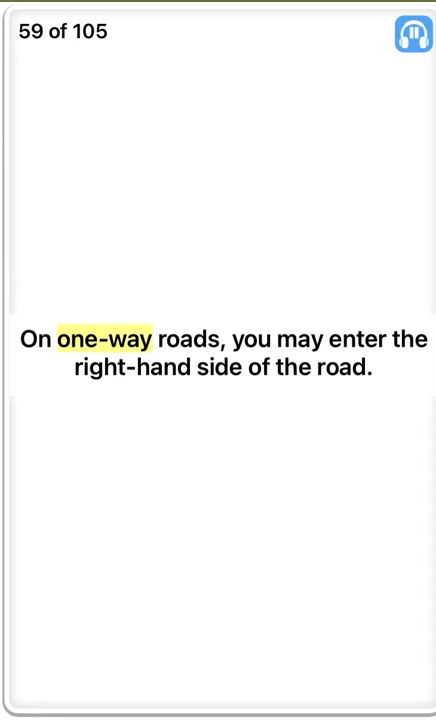 59 of 105
On one-way roads, you may enter the
right-hand side of the road.